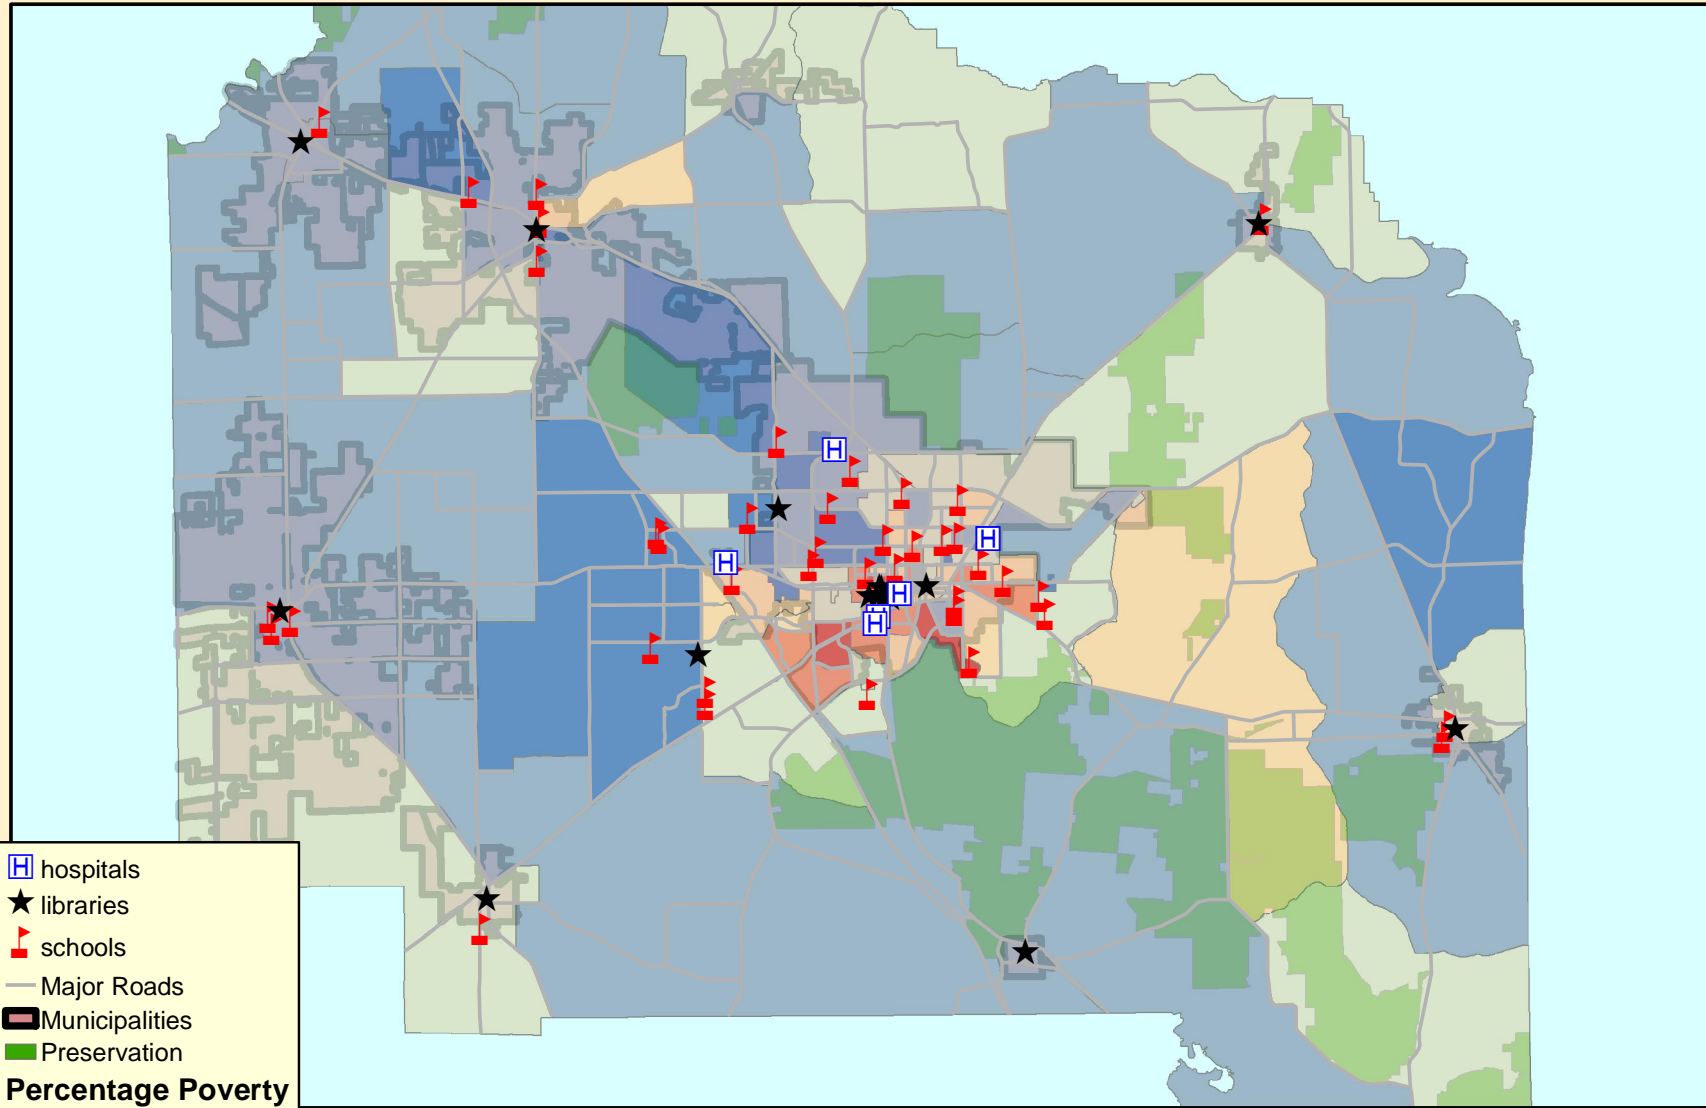 H
H
H
H
H
H
H hospitals
libraries
schools
Major Roads
Municipalities
Preservation
Percentage Poverty